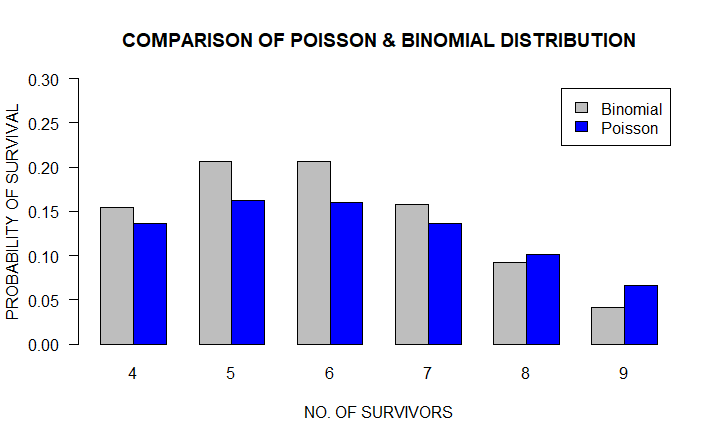 COMPARISON OF POISSON & BINOMIAL DISTRIBUTION
PROBABILITY OF SURVIVAL
0.30
0.25
0.20
0.15
0.10
0.05
0.00
Binomial
Poisson
4 5 6 7 8 9
NO. OF SURVIVORS